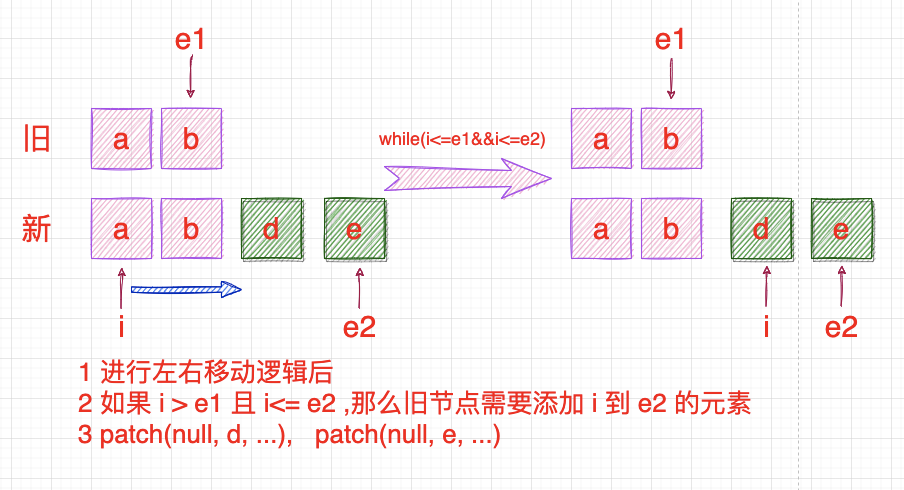 e1 e1
旧 a b a b
while(i<=e1&&i<=e2)
新 a b d e a b d e
i e2 i e2
1 进行左右移动逻辑后
2 如果 i > e1 且 i<= e2 ,那么旧节点需要添加 i 到 e2 的元素
3 patch(null, d, ...), patch(null, e, ...)